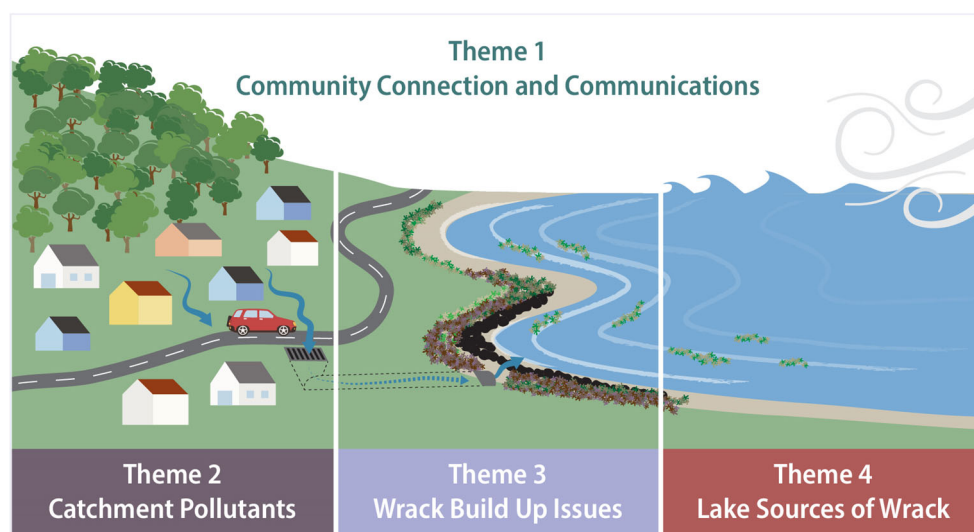 Theme 1
Community Connection and Communications
Theme 2
Catchment Pollutants
Theme 3
Wrack Build Up Issues
Theme 4
Lake Sources of Wrack